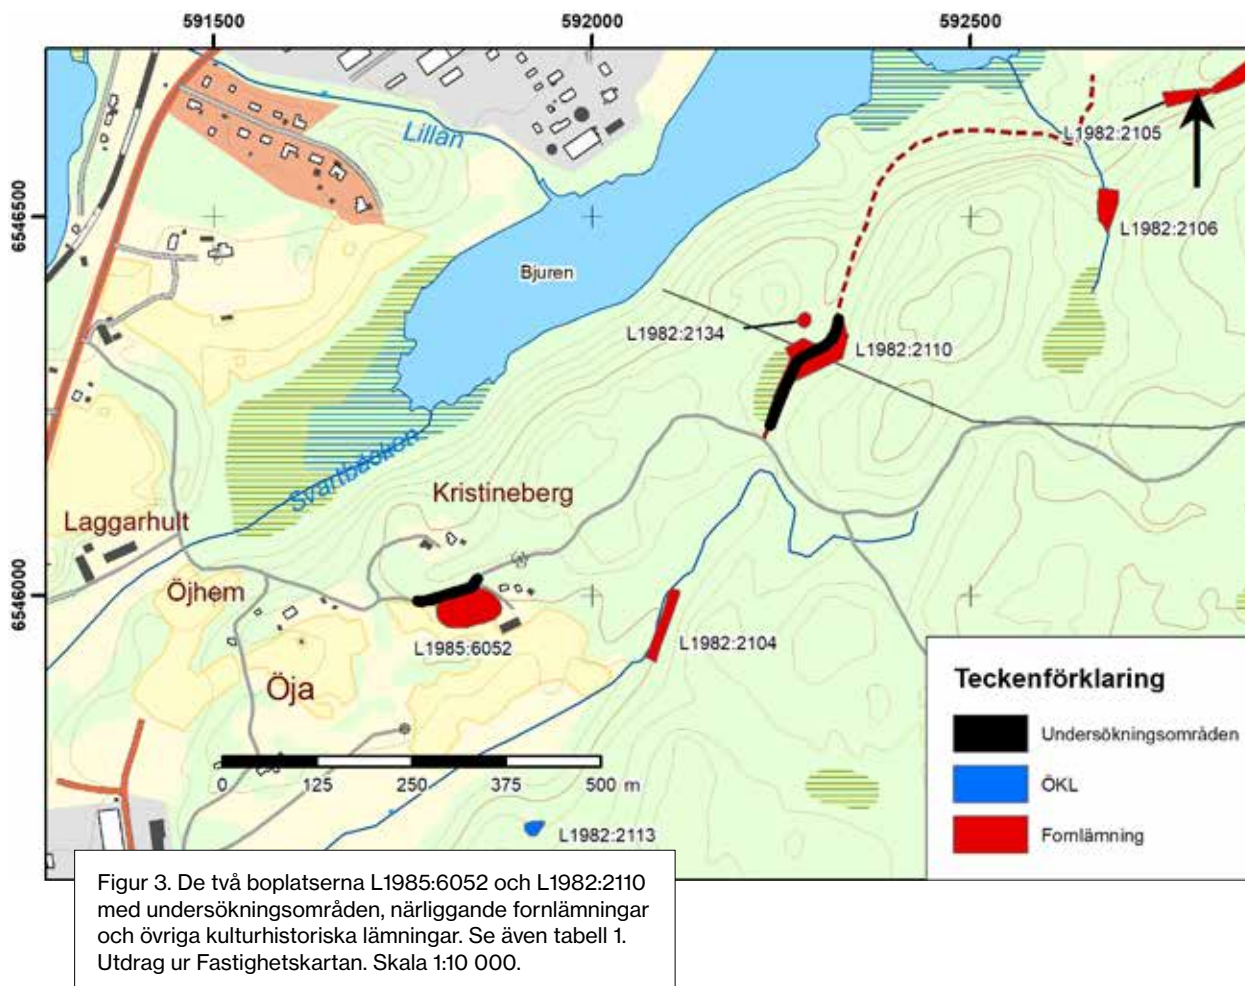 591500
592000
592500
6546500
6546000
Lillån
Bjuren
L1982:2105
L1982:2106
L1982:2134
L1982:2110
Svartbäcken
Kristineberg
Laggarhult
Öjhem
L1985:6052
L1982:2104
Öja
0 125 250 375 500 m
L1982:2113
Teckenförklaring
Undersökningsområden
ÖKL
Fornlämning
Figur 3. De två boplatserna L1985:6052 och L1982:2110
med undersökningsområden, närliggande fornlämningar
och övriga kulturhistoriska lämningar. Se även tabell 1.
Utdrag ur Fastighetskartan. Skala 1:10 000.